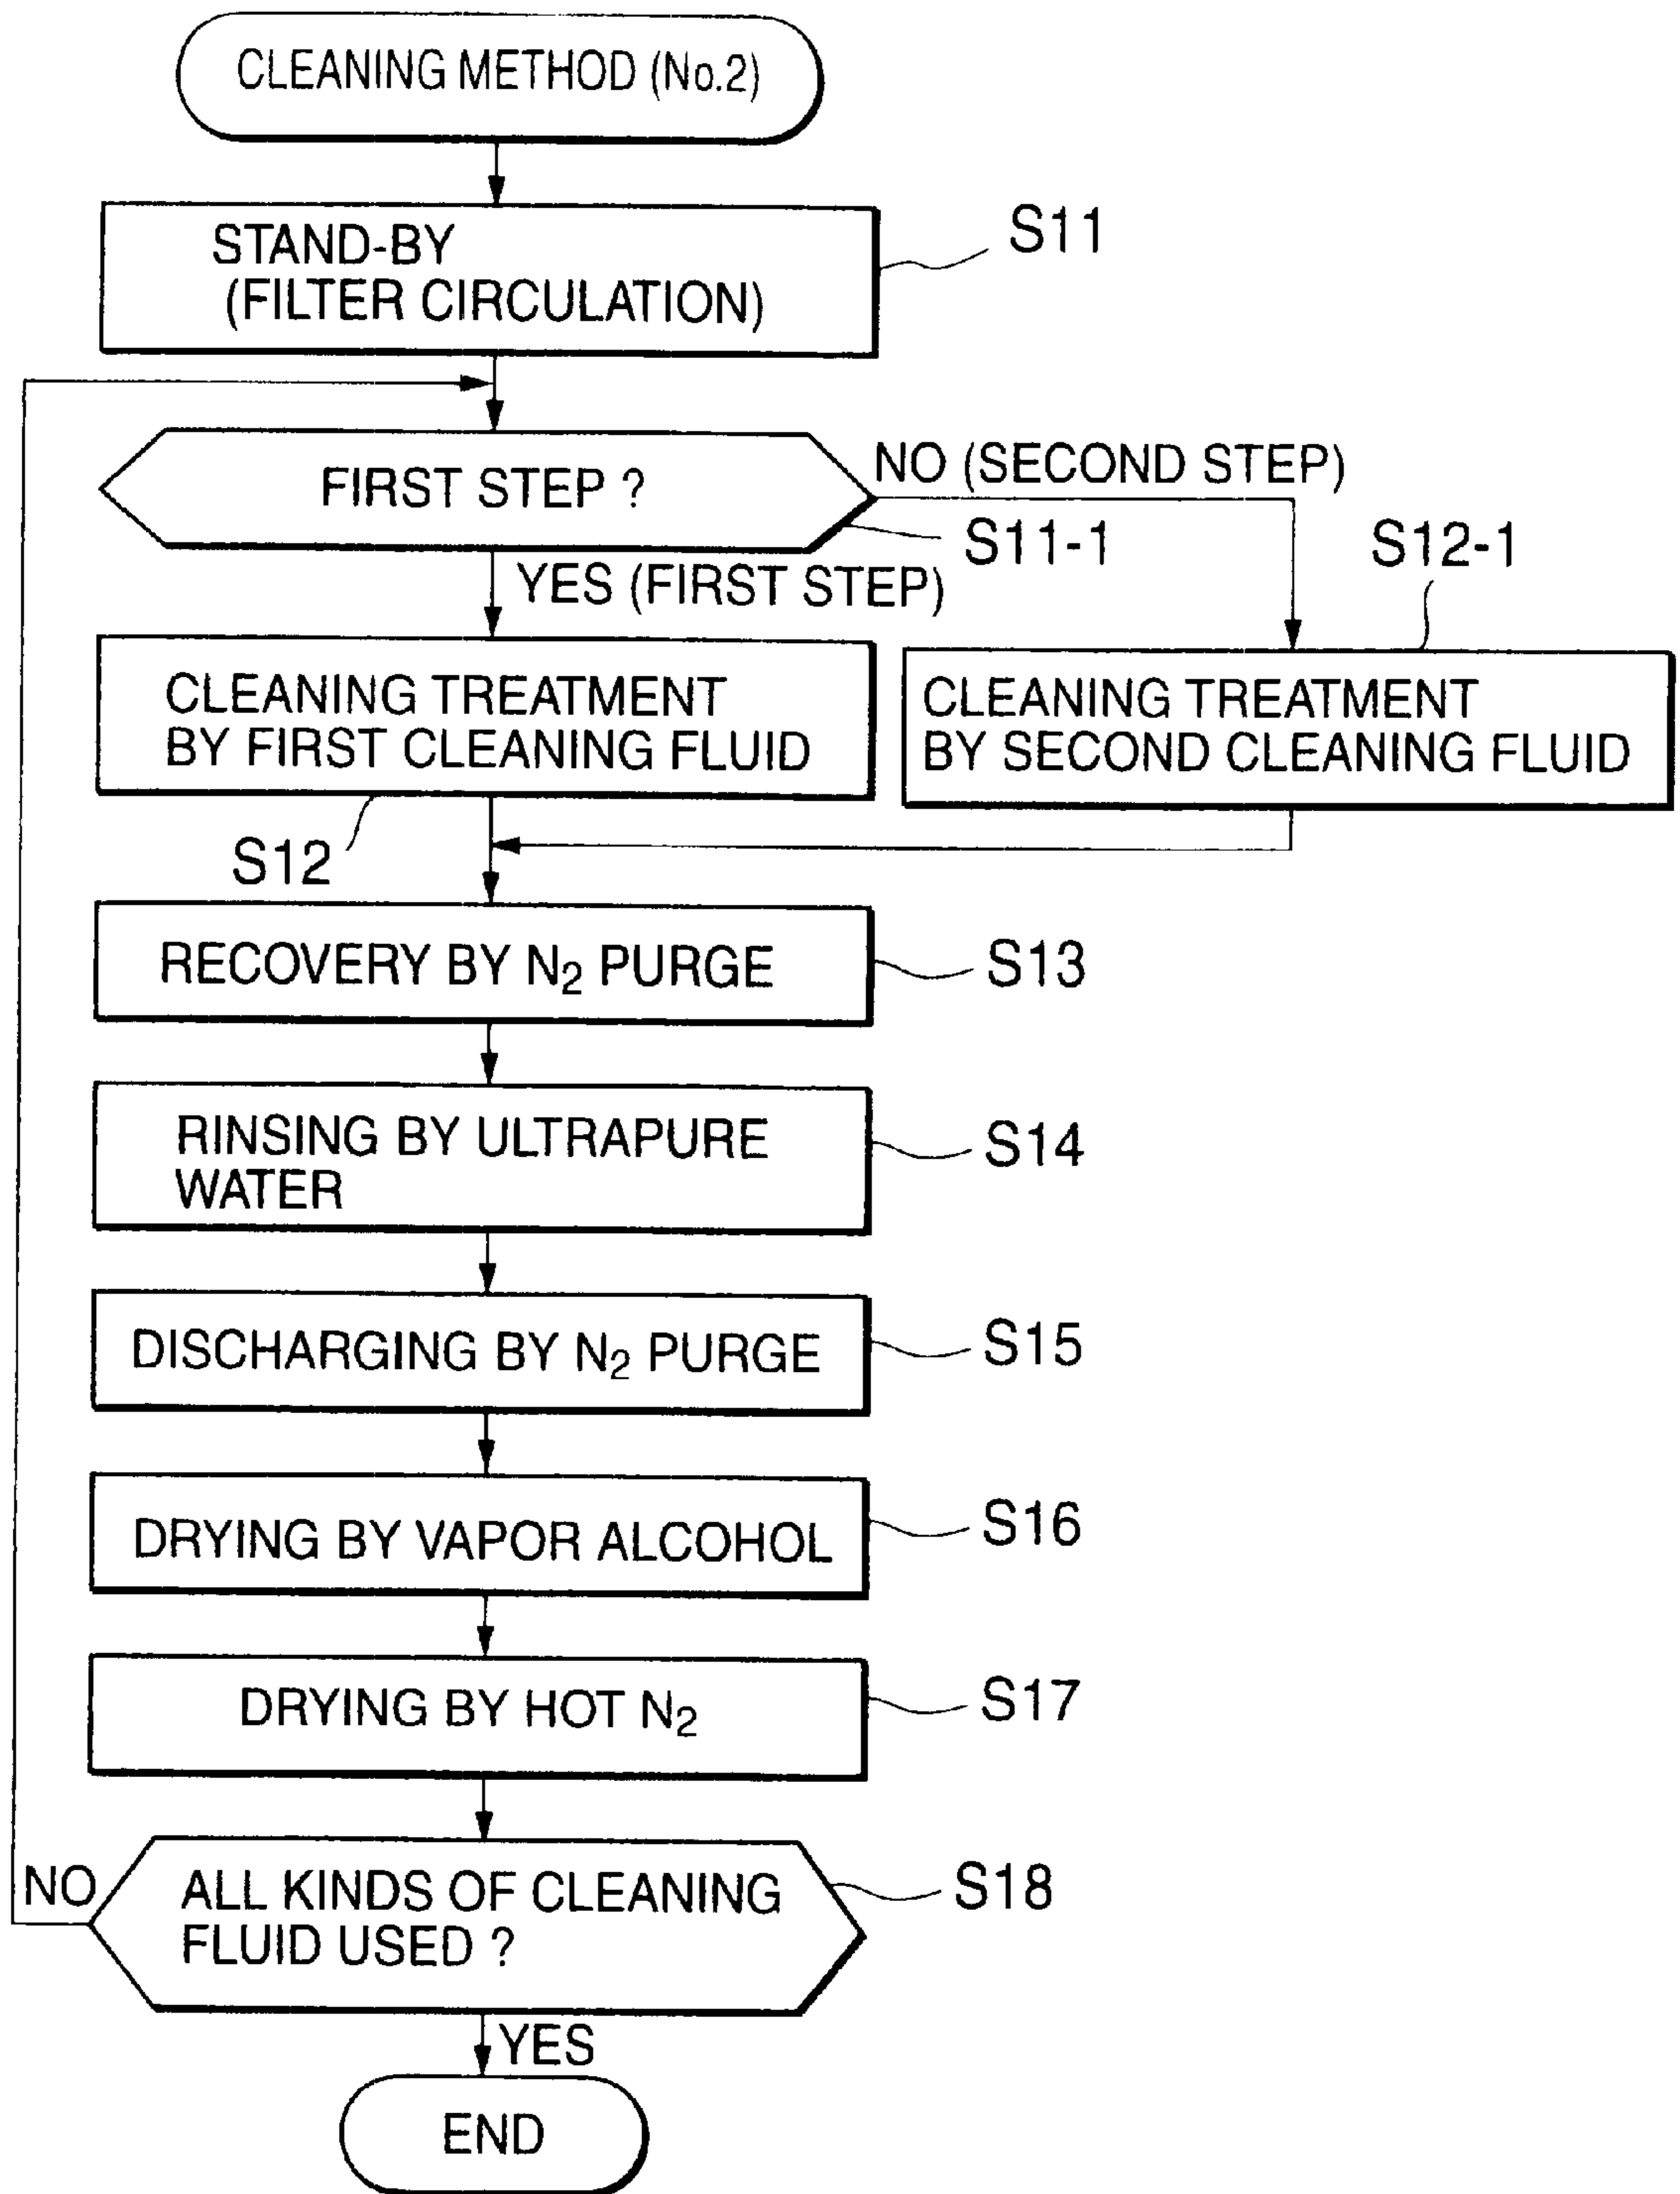 CLEANING METHOD (No.2)
STAND-BY
(FILTER CIRCULATION)
S11
FIRST STEP ?
NO (SECOND STEP)
S11-1
S12-1
YES (FIRST STEP)
CLEANING TREATMENT
BY FIRST CLEANING FLUID
CLEANING TREATMENT
BY SECOND CLEANING FLUID
S12
RECOVERY BY N₂ PURGE
S13
RINSING BY ULTRAPURE
WATER
S14
DISCHARGING BY N₂ PURGE
S15
DRYING BY VAPOR ALCOHOL
S16
DRYING BY HOT N₂
S17
NO
ALL KINDS OF CLEANING
FLUID USED ?
S18
YES
END